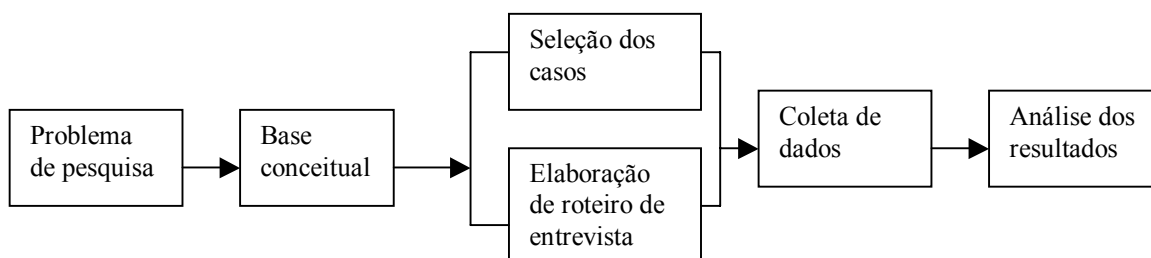 Problema
de pesquisa
Base
conceitual
Seleção dos
casos
Elaboração
de roteiro de
entrevista
Coleta de
dados
Análise dos
resultados